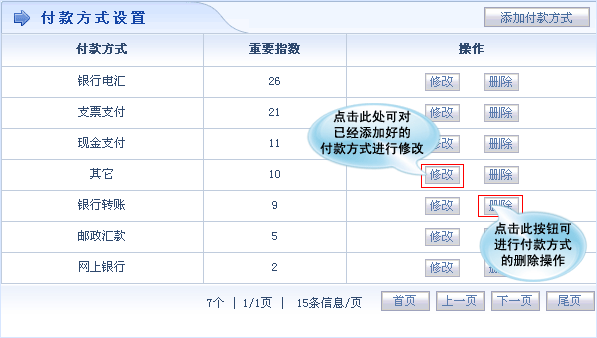 付款方式设置 添加付款方式
付款方式 重要指数 操作
银行电汇 26 修改 删除
支票支付 21 修改 删除
现金支付 11 修改 删除
其它 10 修改 删除
银行转账 9 修改 删除
邮政汇款 5 修改
网上银行 2 修改
点击此处可对
已经添加好的
付款方式进行修改
点击此按钮可
进行付款方式
的删除操作
7个 | 1/1页 | 15条信息/页 首页 上一页 下一页 尾页